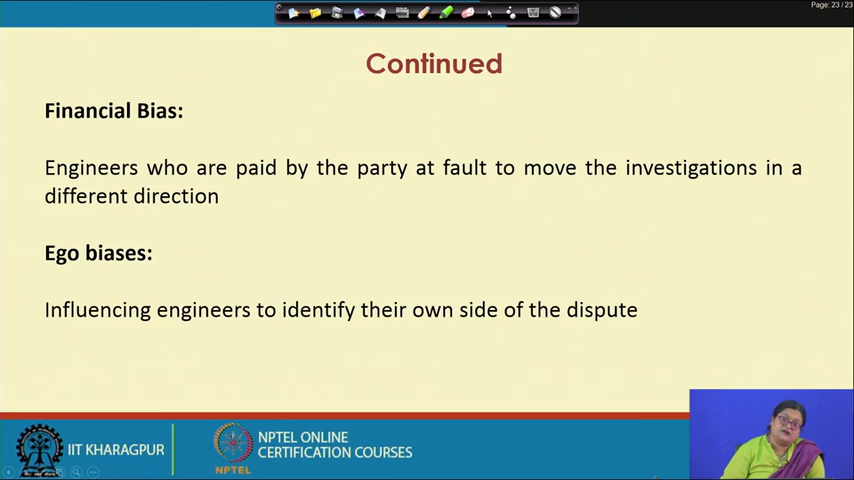 Page: 23 / 23
Continued
Financial Bias:
Engineers who are paid by the party at fault to move the investigations in a
different direction
Ego biases:
Influencing engineers to identify their own side of the dispute
IIT KHARAGPUR
NPTEL
NPTEL ONLINE
CERTIFICATION COURSES